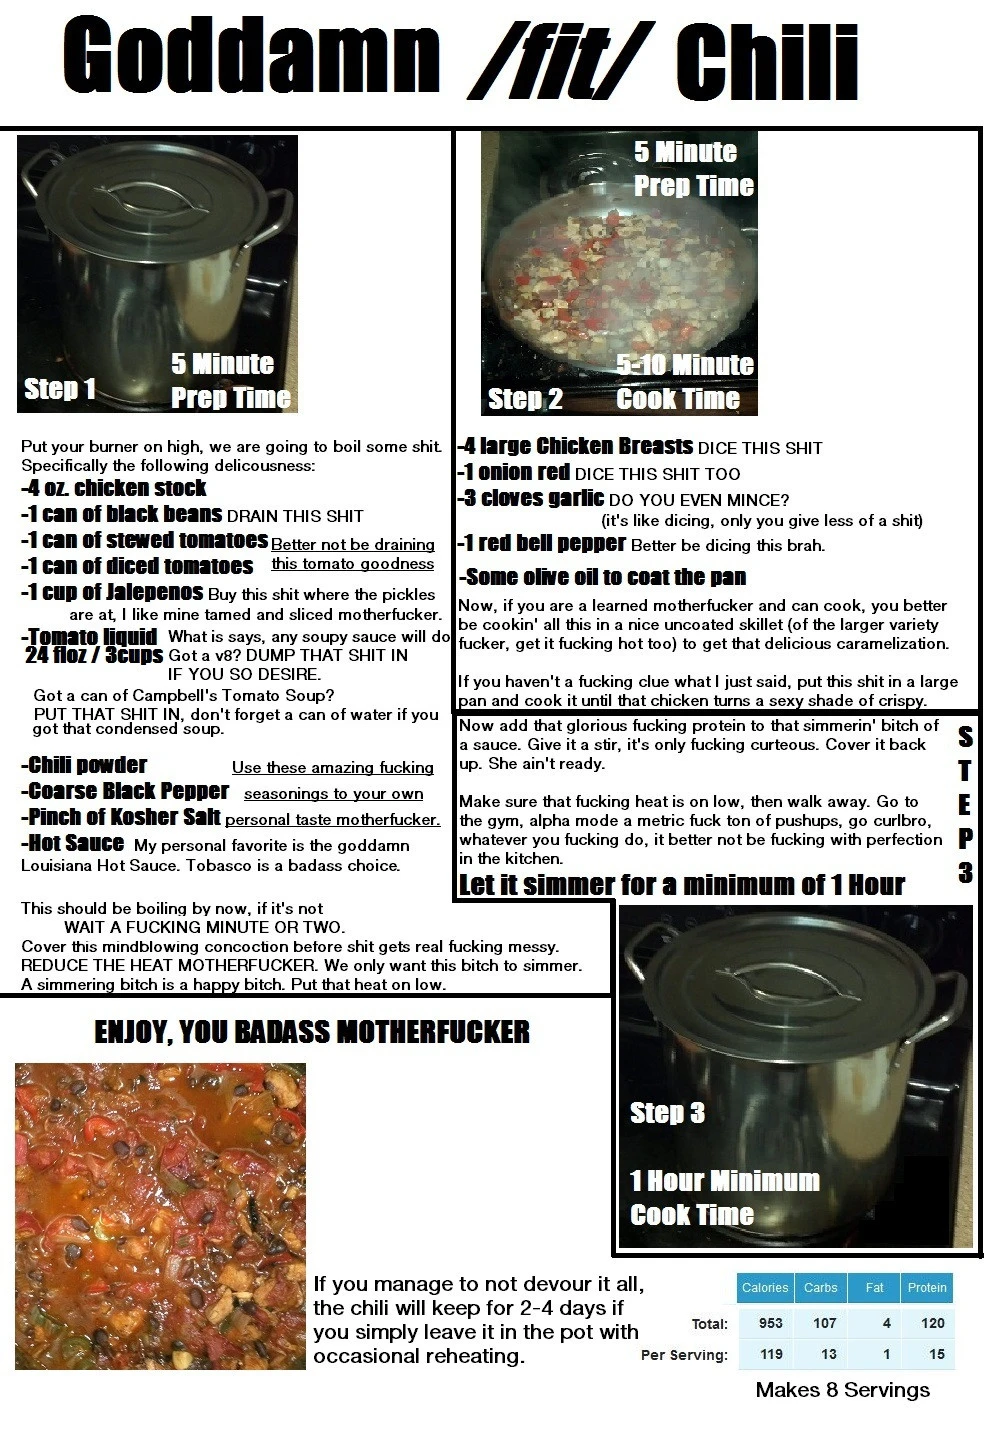 Goddamn /fit/ Chili
Step 1
5 Minute
Prep Time
Put your burner on high, we are going to boil some shit.
Specifically the following delicousness:
-4 oz. chicken stock
-1 can of black beans DRAIN THIS SHIT
-1 can of stewed tomatoes Better not be draining
-1 can of diced tomatoes this tomato goodness
-1 cup of Jalepenos Buy this shit where the pickles
are at, I like mine tamed and sliced motherfucker.
-Tomato liquid What is says, any soupy sauce will do
24 floz / 3cups Got a v8? DUMP THAT SHIT IN
IF YOU SO DESIRE.
Got a can of Campbell's Tomato Soup?
PUT THAT SHIT IN, don't forget a can of water if you
got that condensed soup.
-Chili powder Use these amazing fucking
-Coarse Black Pepper seasonings to your own
-Pinch of Kosher Salt personal taste motherfucker.
-Hot Sauce My personal favorite is the goddamn
Louisiana Hot Sauce. Tobasco is a badass choice.
This should be boiling by now, if it's not
WAIT A FUCKING MINUTE OR TWO.
Cover this mindblowing concoction before shit gets real fucking messy.
REDUCE THE HEAT MOTHERFUCKER. We only want this bitch to simmer.
A simmering bitch is a happy bitch. Put that heat on low.
5 Minute
Prep Time
Step 2
5-10 Minute
Cook Time
-4 large Chicken Breasts DICE THIS SHIT
-1 onion red DICE THIS SHIT TOO
-3 cloves garlic DO YOU EVEN MINCE?
(it's like dicing, only you give less of a shit)
-1 red bell pepper Better be dicing this brah.
-Some olive oil to coat the pan
Now, if you are a learned motherfucker and can cook, you better
be cookin' all this in a nice uncoated skillet (of the larger variety
fucker, get it fucking hot too) to get that delicious caramelization.
If you haven't a fucking clue what I just said, put this shit in a large
pan and cook it until that chicken turns a sexy shade of crispy.
STEP3
Now add that glorious fucking protein to that simmerin' bitch of
a sauce. Give it a stir, it's only fucking curteous. Cover it back
up. She ain't ready.
Make sure that fucking heat is on low, then walk away. Go to
the gym, alpha mode a metric fuck ton of pushups, go curlbro,
whatever you fucking do, it better not be fucking with perfection
in the kitchen.
Let it simmer for a minimum of 1 Hour
Step 3
1 Hour Minimum
Cook Time
ENJOY, YOU BADASS MOTHERFUCKER
If you manage to not devour it all,
the chili will keep for 2-4 days if
you simply leave it in the pot with
occasional reheating.
Calories Carbs Fat Protein
Total: 953 107 4 120
Per Serving: 119 13 1 15
Makes 8 Servings